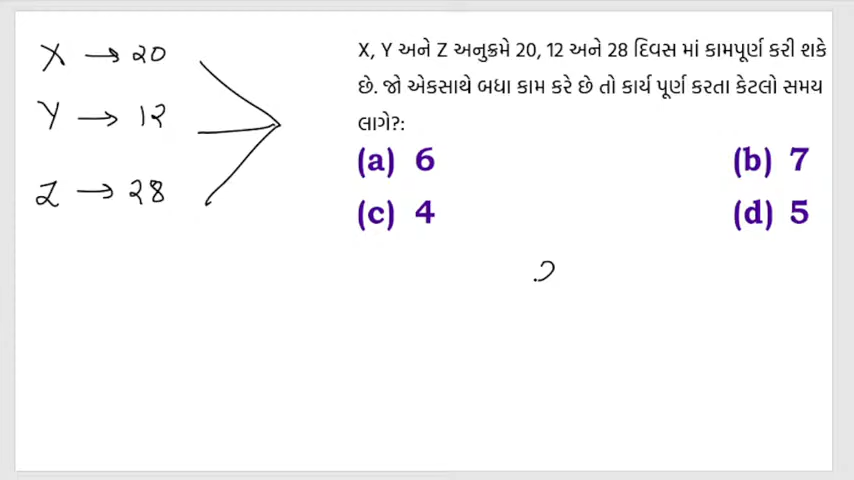 X → 20
Y → 12
Z → 28
X, Y અને Z અનુક્રમે 20, 12 અને 28 દિવસ માં કામપૂર્ણ કરી શકે
છે. જો એકસાથે બધા કામ કરે છે તો કાર્ય પૂર્ણ કરતા કેટલો સમય
લાગે?:
(a) 6 (b) 7
(c) 4 (d) 5